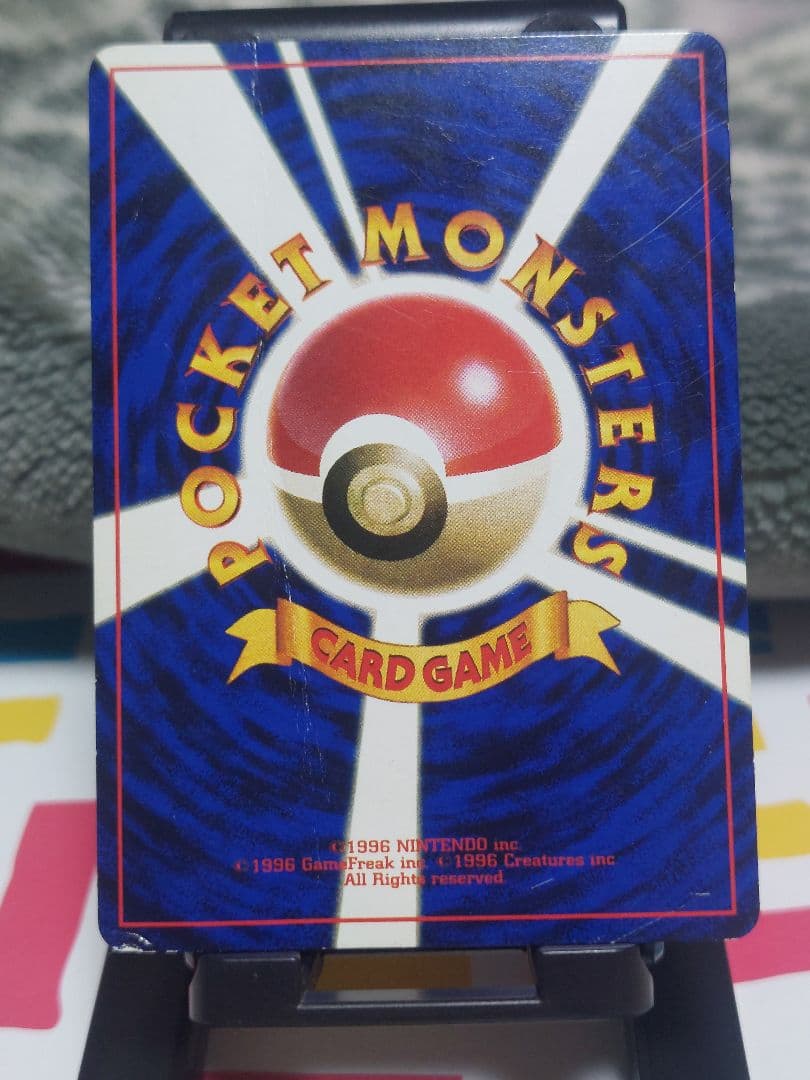 POCKET MONSTERS
CARD GAME
©1996 NINTENDO inc.
©1996 GameFreak inc. ©1996 Creatures inc.
All Rights reserved.